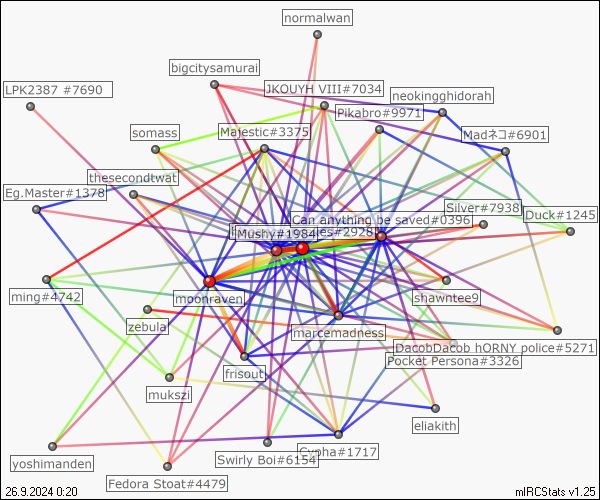 normalwan
bigcitysamurai
JKOUYH VIII#7034
LPK2387 #7690
neokingghidorah
Pikabro#9971
somass
Majestic#3375
Madネコ#6901
thesecondwat
Eg.Master#1378
Silver#7938
Can anything be saved#0396
Duck#1245
Mushy#1984
es#2928
moonraven
ming#4742
shawntee9
zebula
marcemadness
DacobDacob hORNY police#5271
Pocket Persona#3326
frisout
mukszi
eliakith
Cypha#1717
Swirly Boi#6154
yoshimanden
Fedora Stoat#4479
26.9.2024 0:20
mIRCStats v1.25